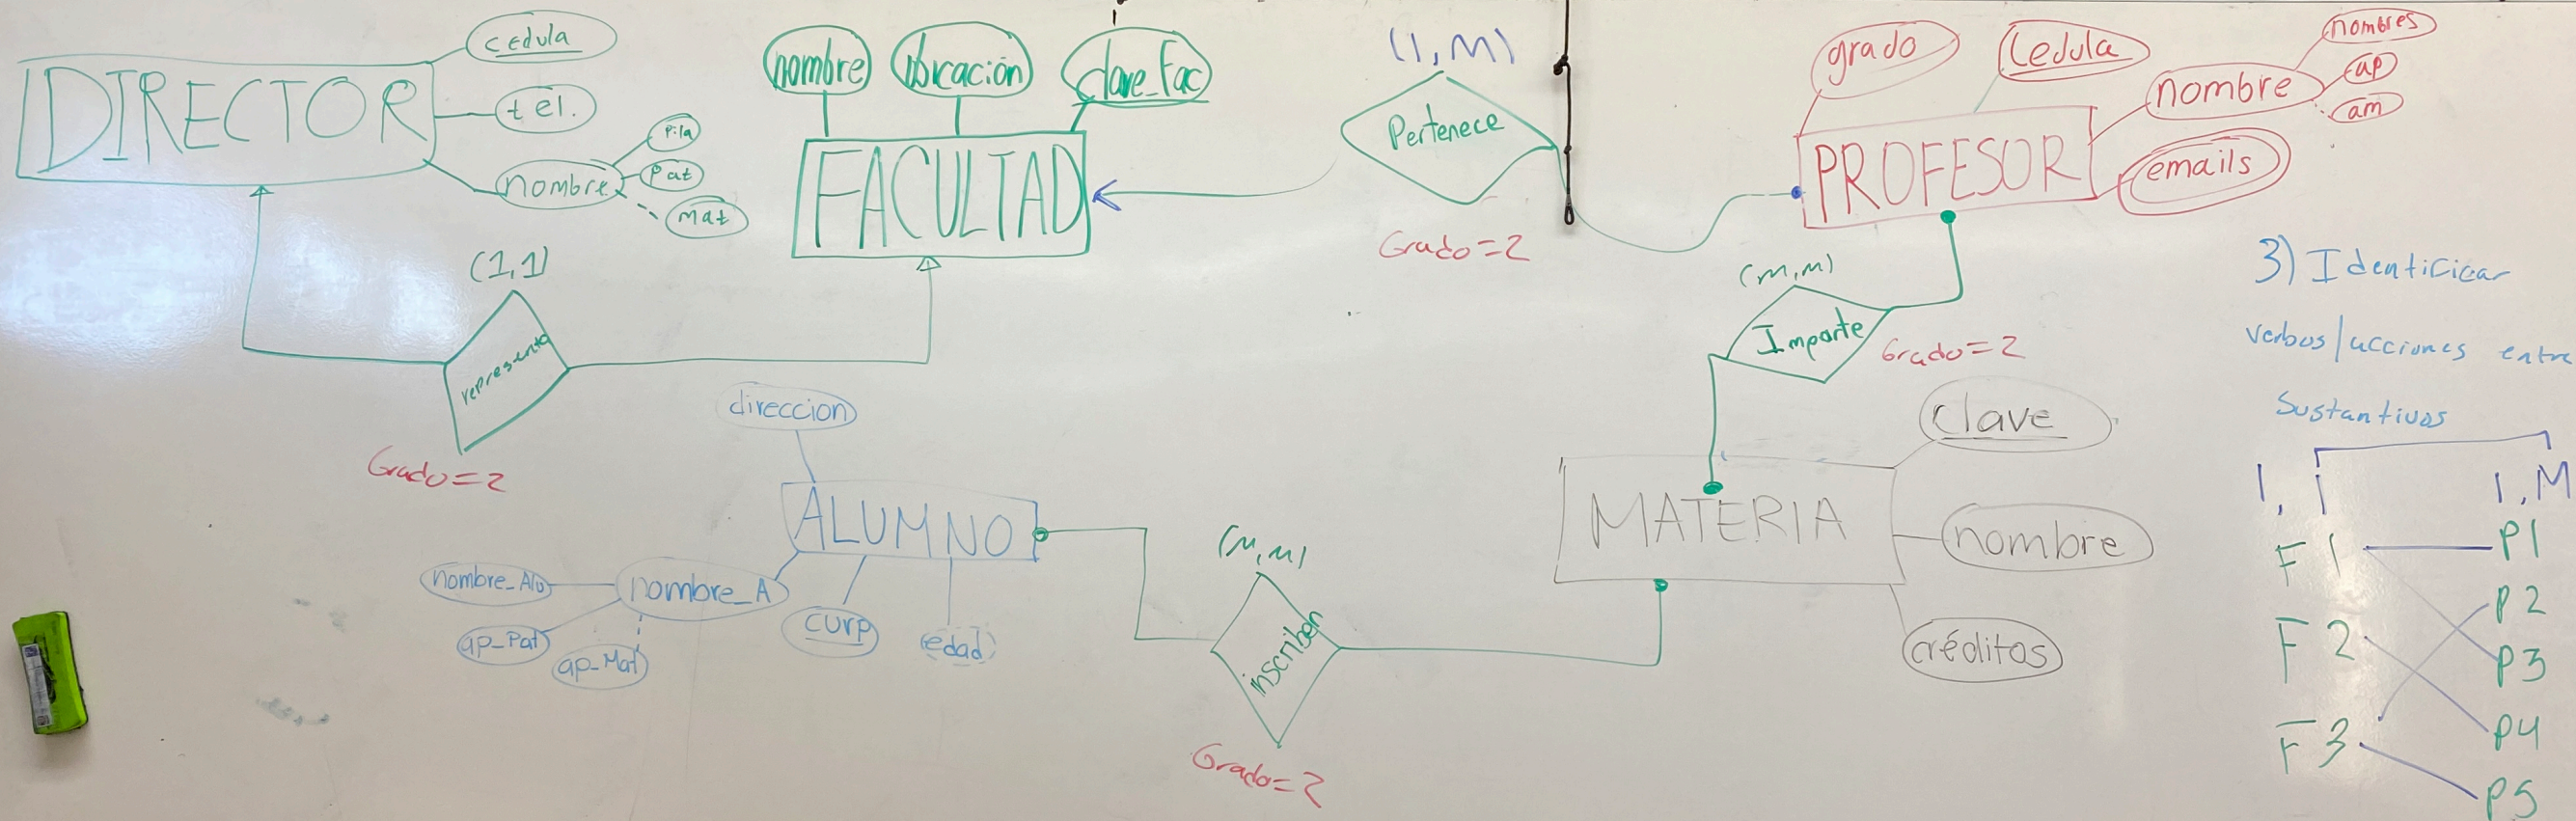 DIRECTOR
cedula
tel.
nombre
Pila
Pat
Mat
(1,1)
representa
Grado=2
nombre
ubicación
clave_Fac
FACULTAD
(1,M)
Pertenece
Grado=2
grado
Cedula
nombre
nombres
ap
am
PROFESOR
emails
(M,M)
Imparte
Grado=2
clave
MATERIA
nombre
créditos
direccion
ALUMNO
nombre_Alu
nombre_A
ap_Pat
ap_Mat
curp
edad
(M,M)
inscriben
Grado=2
3) Identificar
verbos/acciones entre
Sustantivos
1,1
1,M
F1
P1
P2
F2
P3
F3
P4
P5